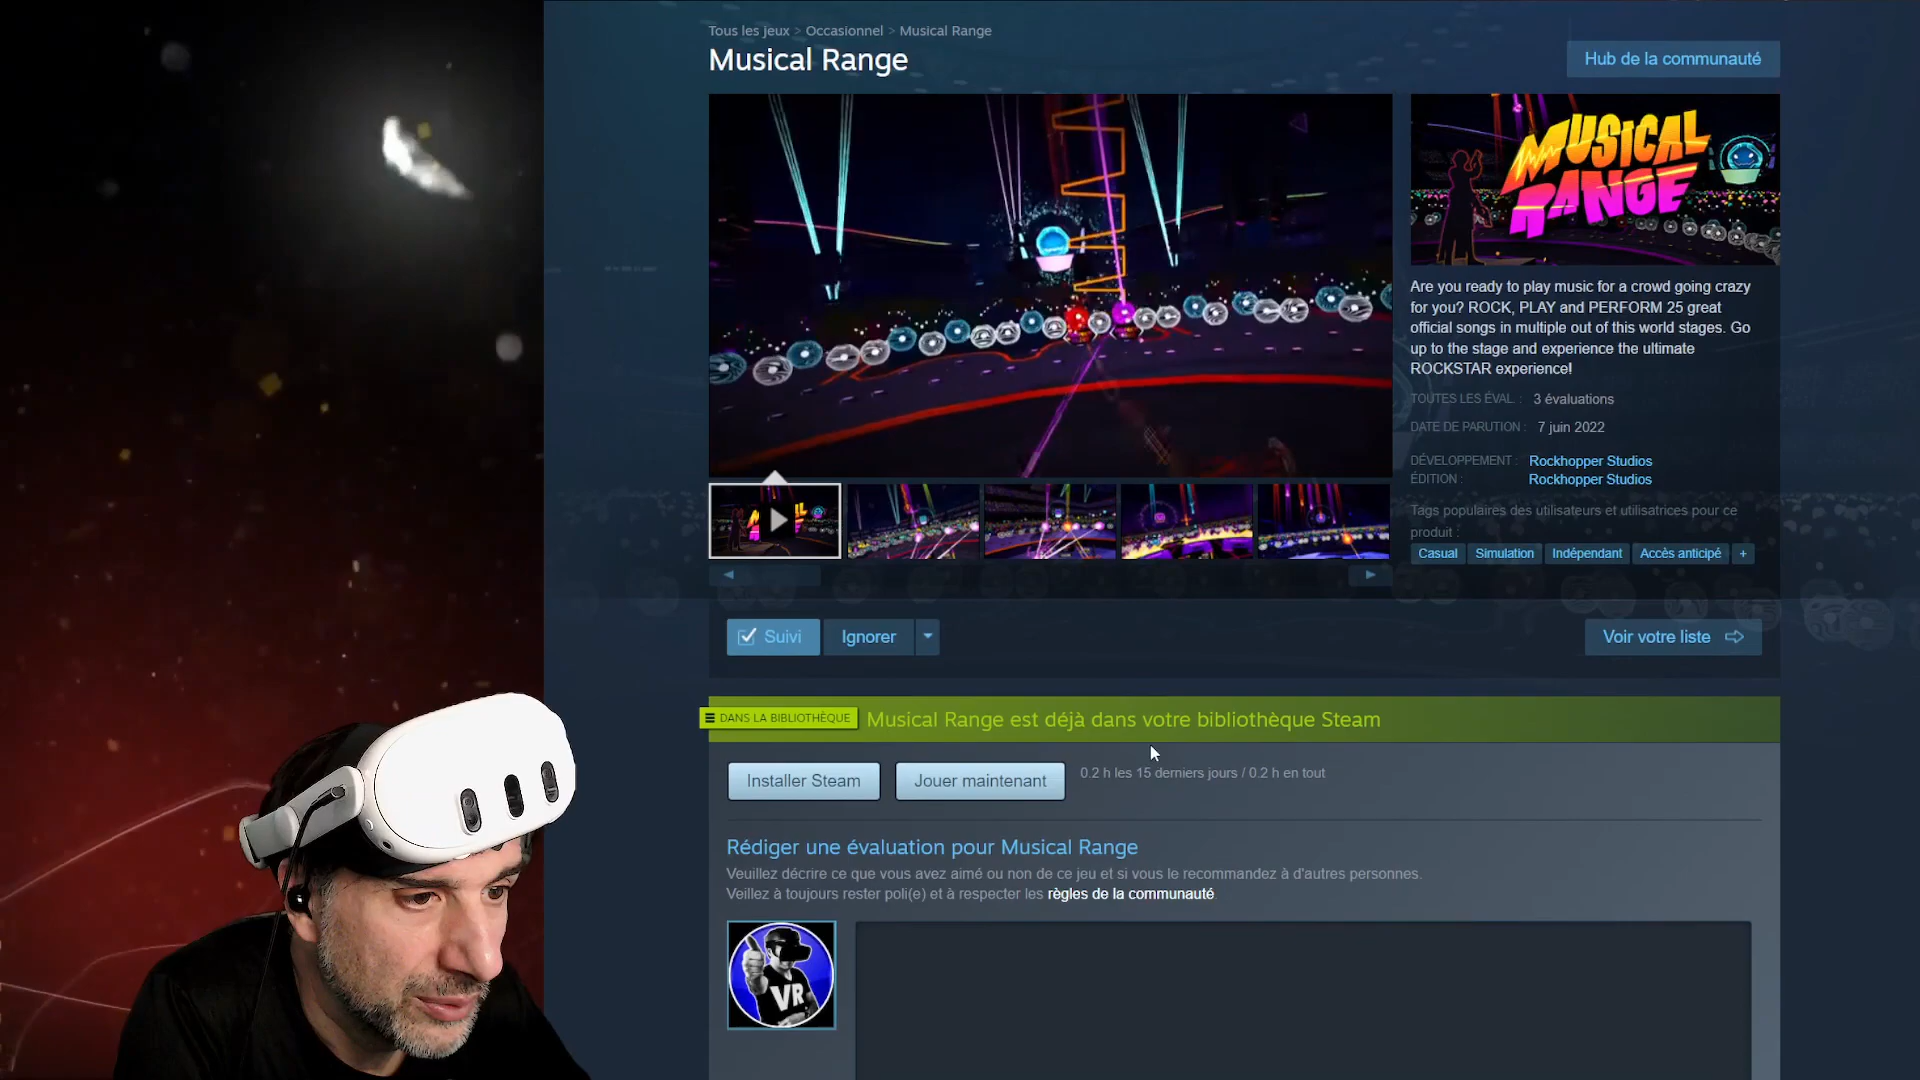 Tous les jeux > Occasionnel > Musical Range
Musical Range
Hub de la communauté
MUSICAL
RANGE
Are you ready to play music for a crowd going crazy
for you? ROCK, PLAY and PERFORM 25 great
official songs in multiple out of this world stages. Go
up to the stage and experience the ultimate
ROCKSTAR experience!
TOUTES LES ÉVAL. : 3 évaluations
DATE DE PARUTION : 7 juin 2022
DÉVELOPPEMENT : Rockhopper Studios
ÉDITION : Rockhopper Studios
Tags populaires des utilisateurs et utilisatrices pour ce
produit :
Casual Simulation Indépendant Accès anticipé +
Suivi Ignorer Voir votre liste
DANS LA BIBLIOTHÈQUE Musical Range est déjà dans votre bibliothèque Steam
Installer Steam Jouer maintenant 0.2 h les 15 derniers jours / 0.2 h en tout
Rédiger une évaluation pour Musical Range
Veuillez décrire ce que vous avez aimé ou non de ce jeu et si vous le recommandez à d'autres personnes.
Veillez à toujours rester poli(e) et à respecter les règles de la communauté
VR